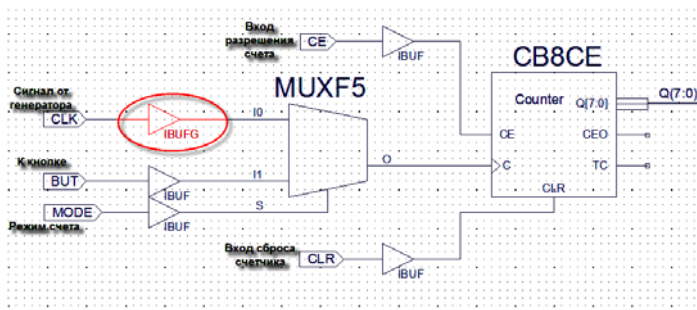 Вход
разрешения
счета
CE
IBUF
CB8CE
Counter
Q[7:0]
Q(7:0)
CE
CEO
C
TC
CLR
MUXF5
Сигнал от
генератора
CLK
IBUFG
I0
O
К кнопке
BUT
IBUF
I1
MODE
IBUF
S
Режим счета
Вход сброса
счетчика
CLR
IBUF